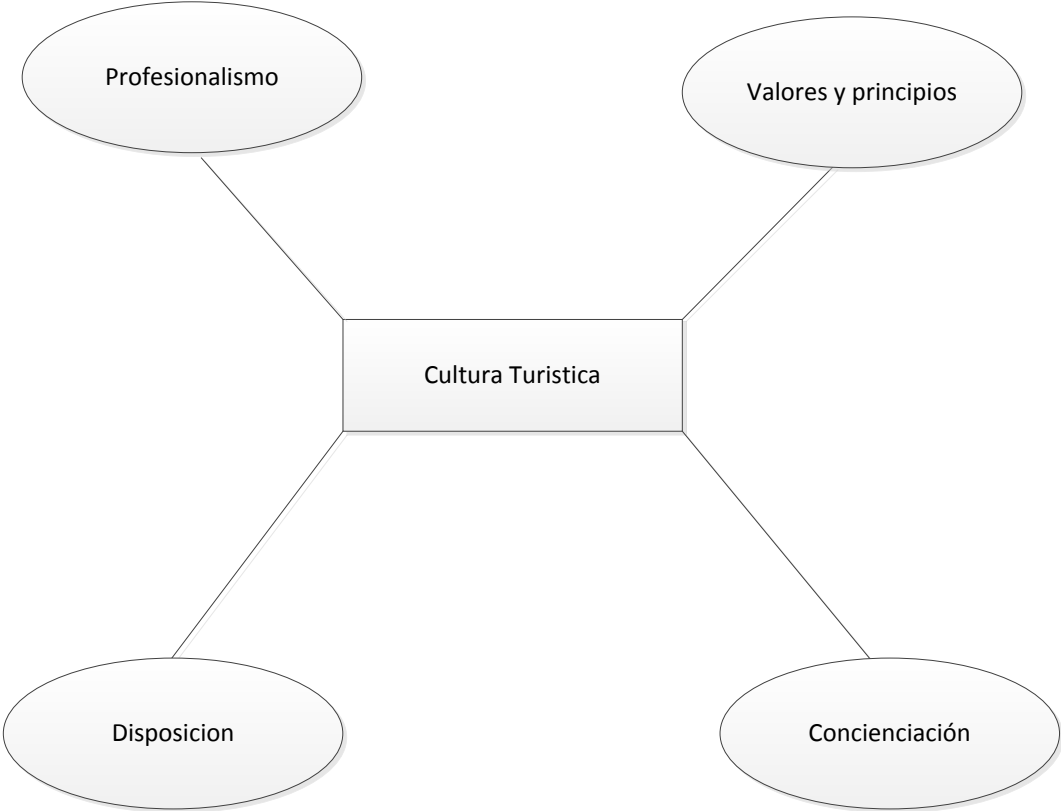 Profesionalismo
Valores y principios
Cultura Turistica
Disposicion
Concienciación